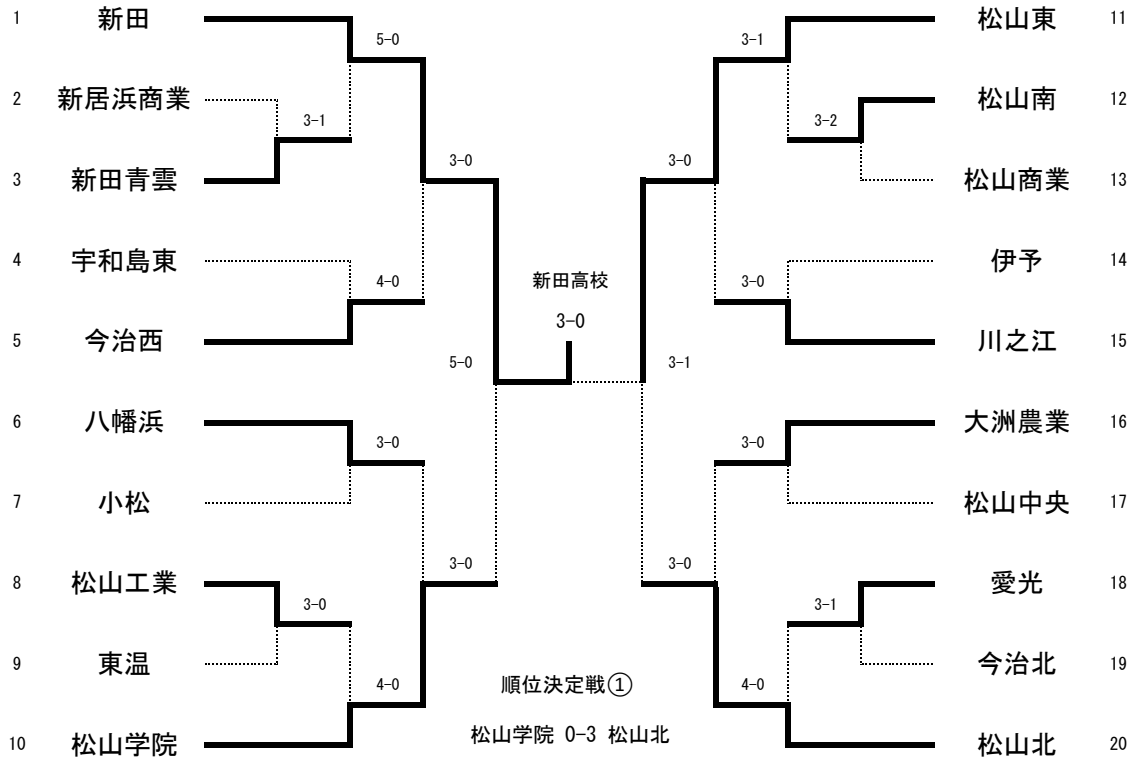 1 新田 5-0 3-1 松山東 11
2 新居浜商業 松山南 12
3-1 3-2
3 新田青雲 3-0 3-0 松山商業 13
4 宇和島東 伊予 14
4-0 新田高校 3-0
3-0
5 今治西 川之江 15
5-0 3-1
6 八幡浜 大洲農業 16
3-0 3-0
7 小松 松山中央 17
3-0 3-0
8 松山工業 愛光 18
3-0 3-1
9 東温 今治北 19
4-0 順位決定戦① 4-0
松山学院 0-3 松山北
10 松山学院 松山北 20